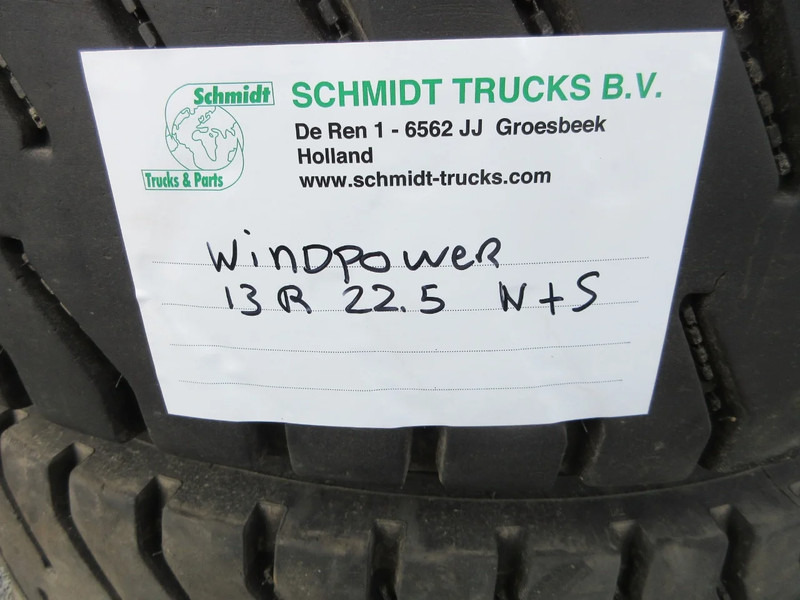 Schmidt
Trucks & Parts
SCHMIDT TRUCKS B.V.
De Ren 1 - 6562 JJ Groesbeek
Holland
www.schmidt-trucks.com
WINDPOWER
13 R 22.5 N+S